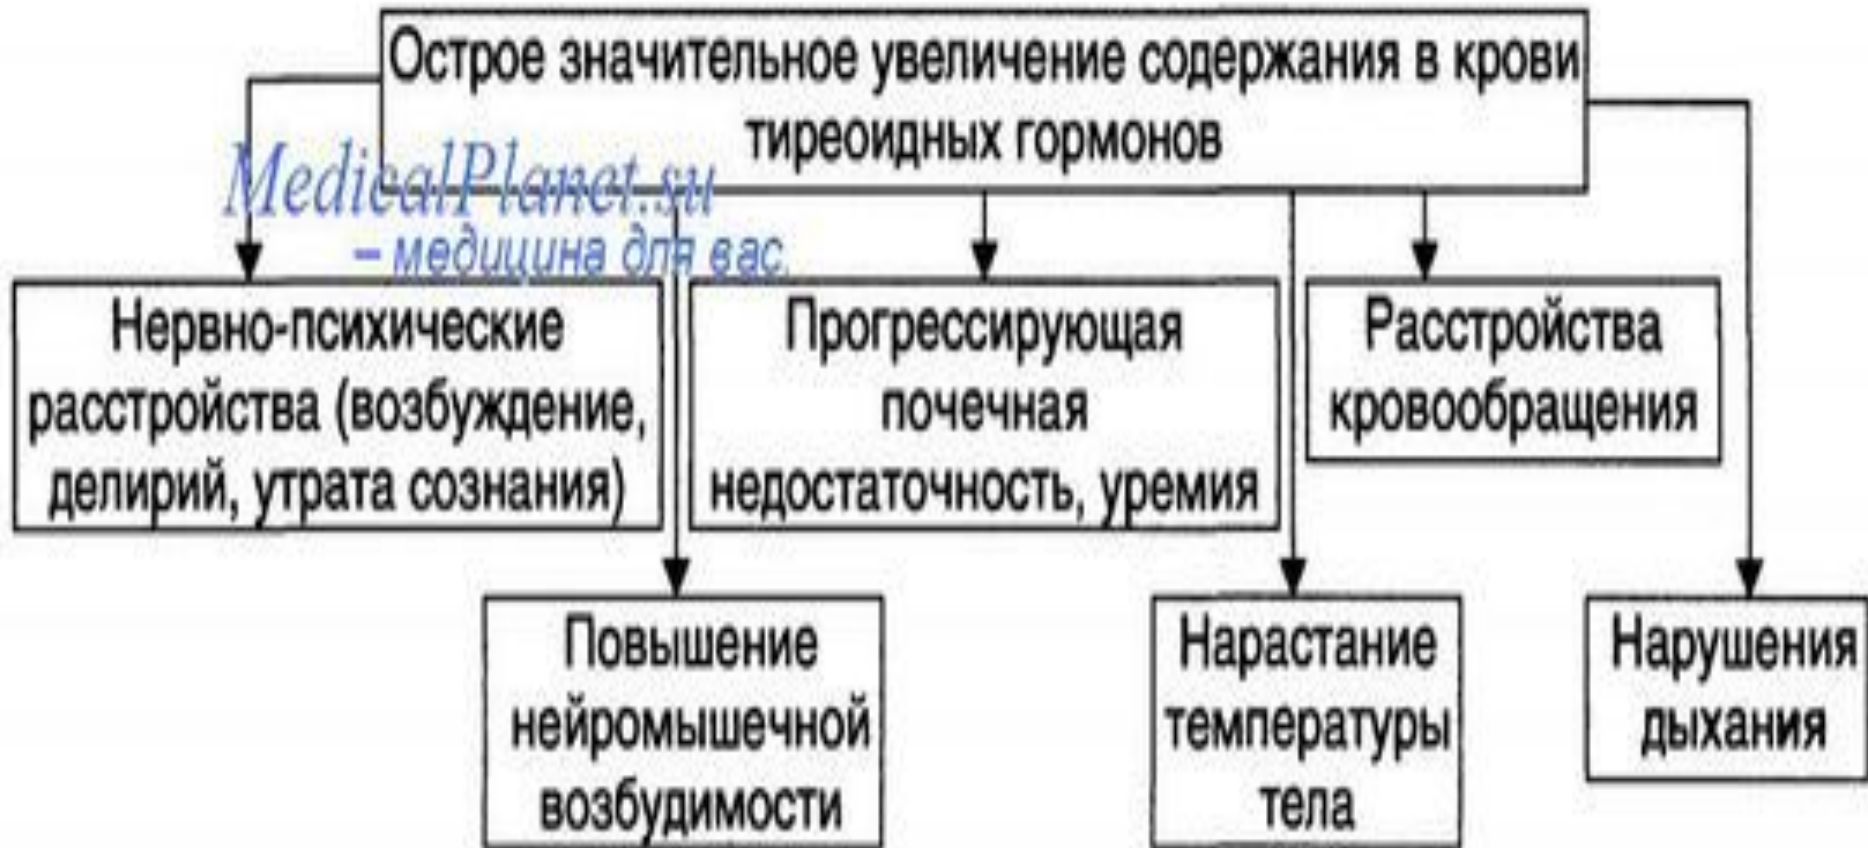 Острое значительное увеличение содержания в крови
тиреоидных гормонов
MedicalPlanet.su
– медицина для вас.
Нервно-психические
расстройства (возбуждение,
делирий, утрата сознания)
Прогрессирующая
почечная
недостаточность, уремия
Расстройства
кровообращения
Повышение
нейромышечной
возбудимости
Нарастание
температуры
тела
Нарушения
дыхания